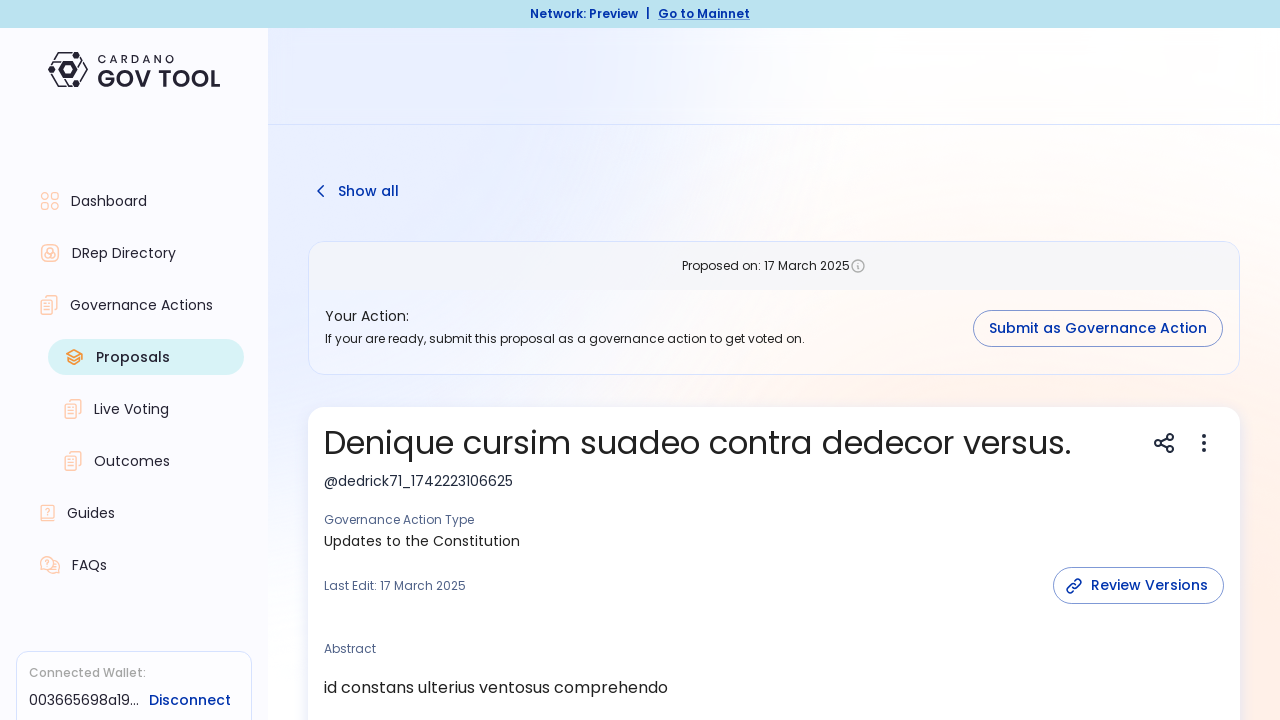 Network: Preview | Go to Mainnet
CARDANO
GOV TOOL
Dashboard
DRep Directory
Governance Actions
Proposals
Live Voting
Outcomes
Guides
FAQs
Connected Wallet:
003665698a19... Disconnect
Show all
Proposed on: 17 March 2025
Your Action:
If your are ready, submit this proposal as a governance action to get voted on.
Submit as Governance Action
Denique cursim suadeo contra dedecor versus.
@dedrick71_1742223106625
Governance Action Type
Updates to the Constitution
Last Edit: 17 March 2025
Review Versions
Abstract
id constans ulterius ventosus comprehendo